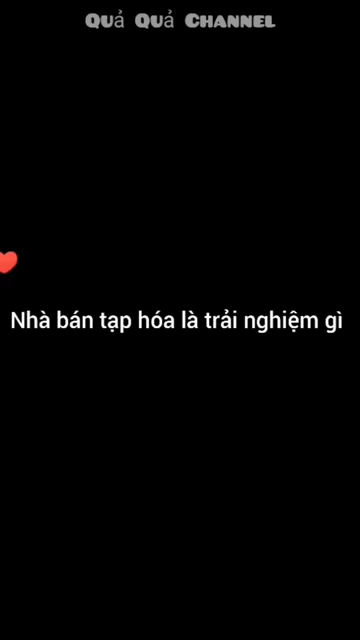 Quả Quả Channel
Nhà bán tạp hóa là trải nghiệm gì